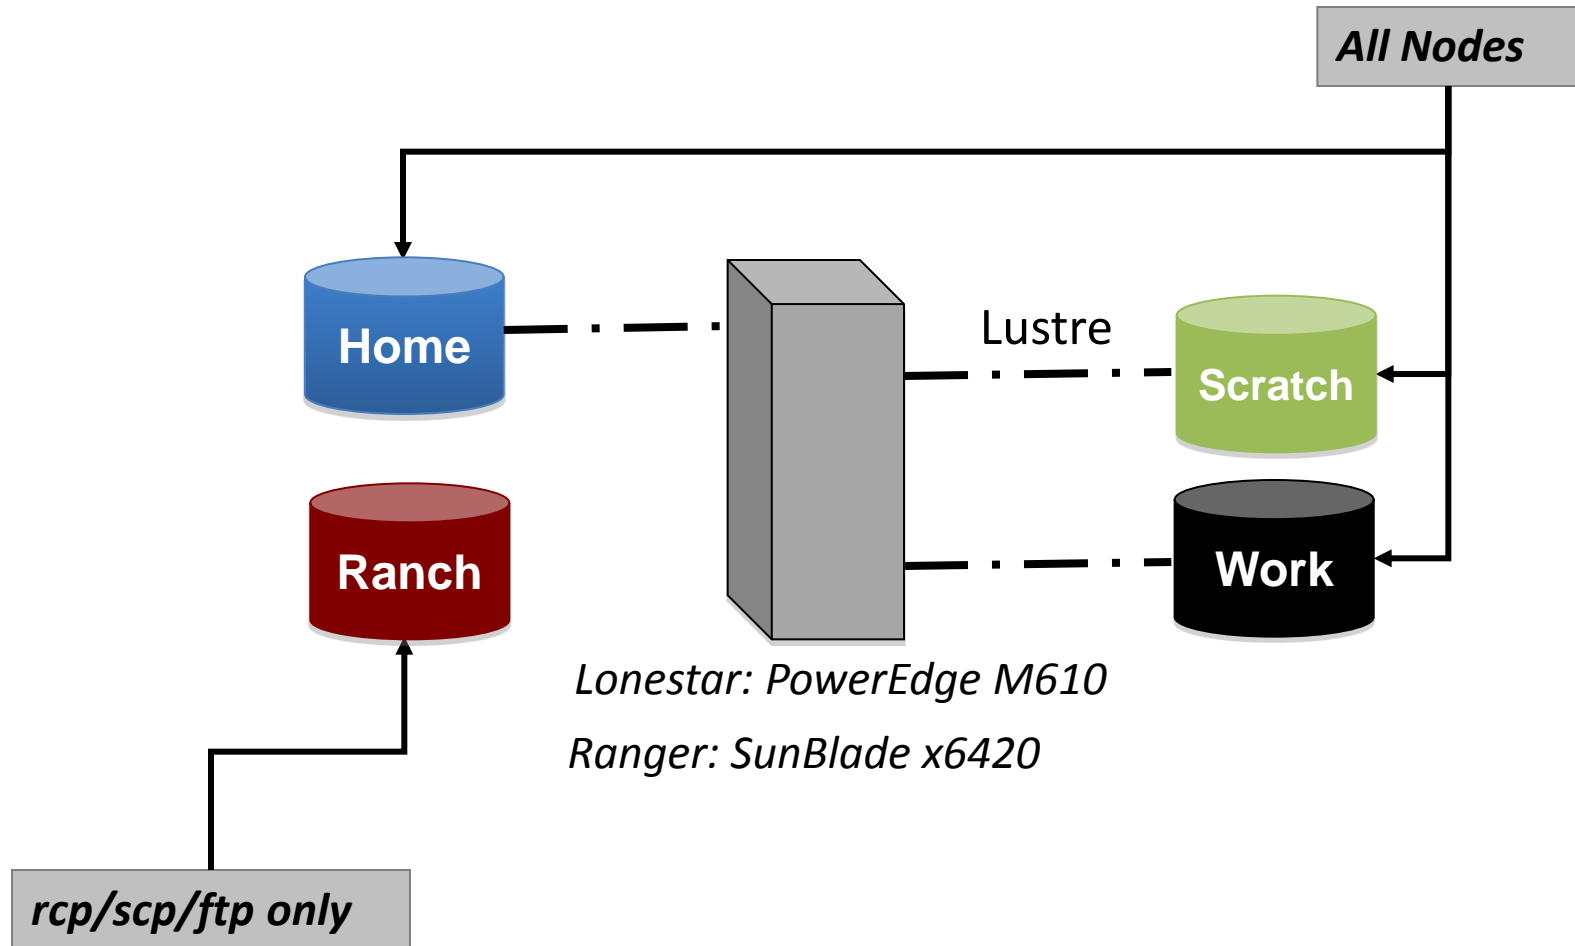 All Nodes
Home
Lustre
Scratch
Ranch
Work
Lonestar: PowerEdge M610
Ranger: SunBlade x6420
rcp/scp/ftp only